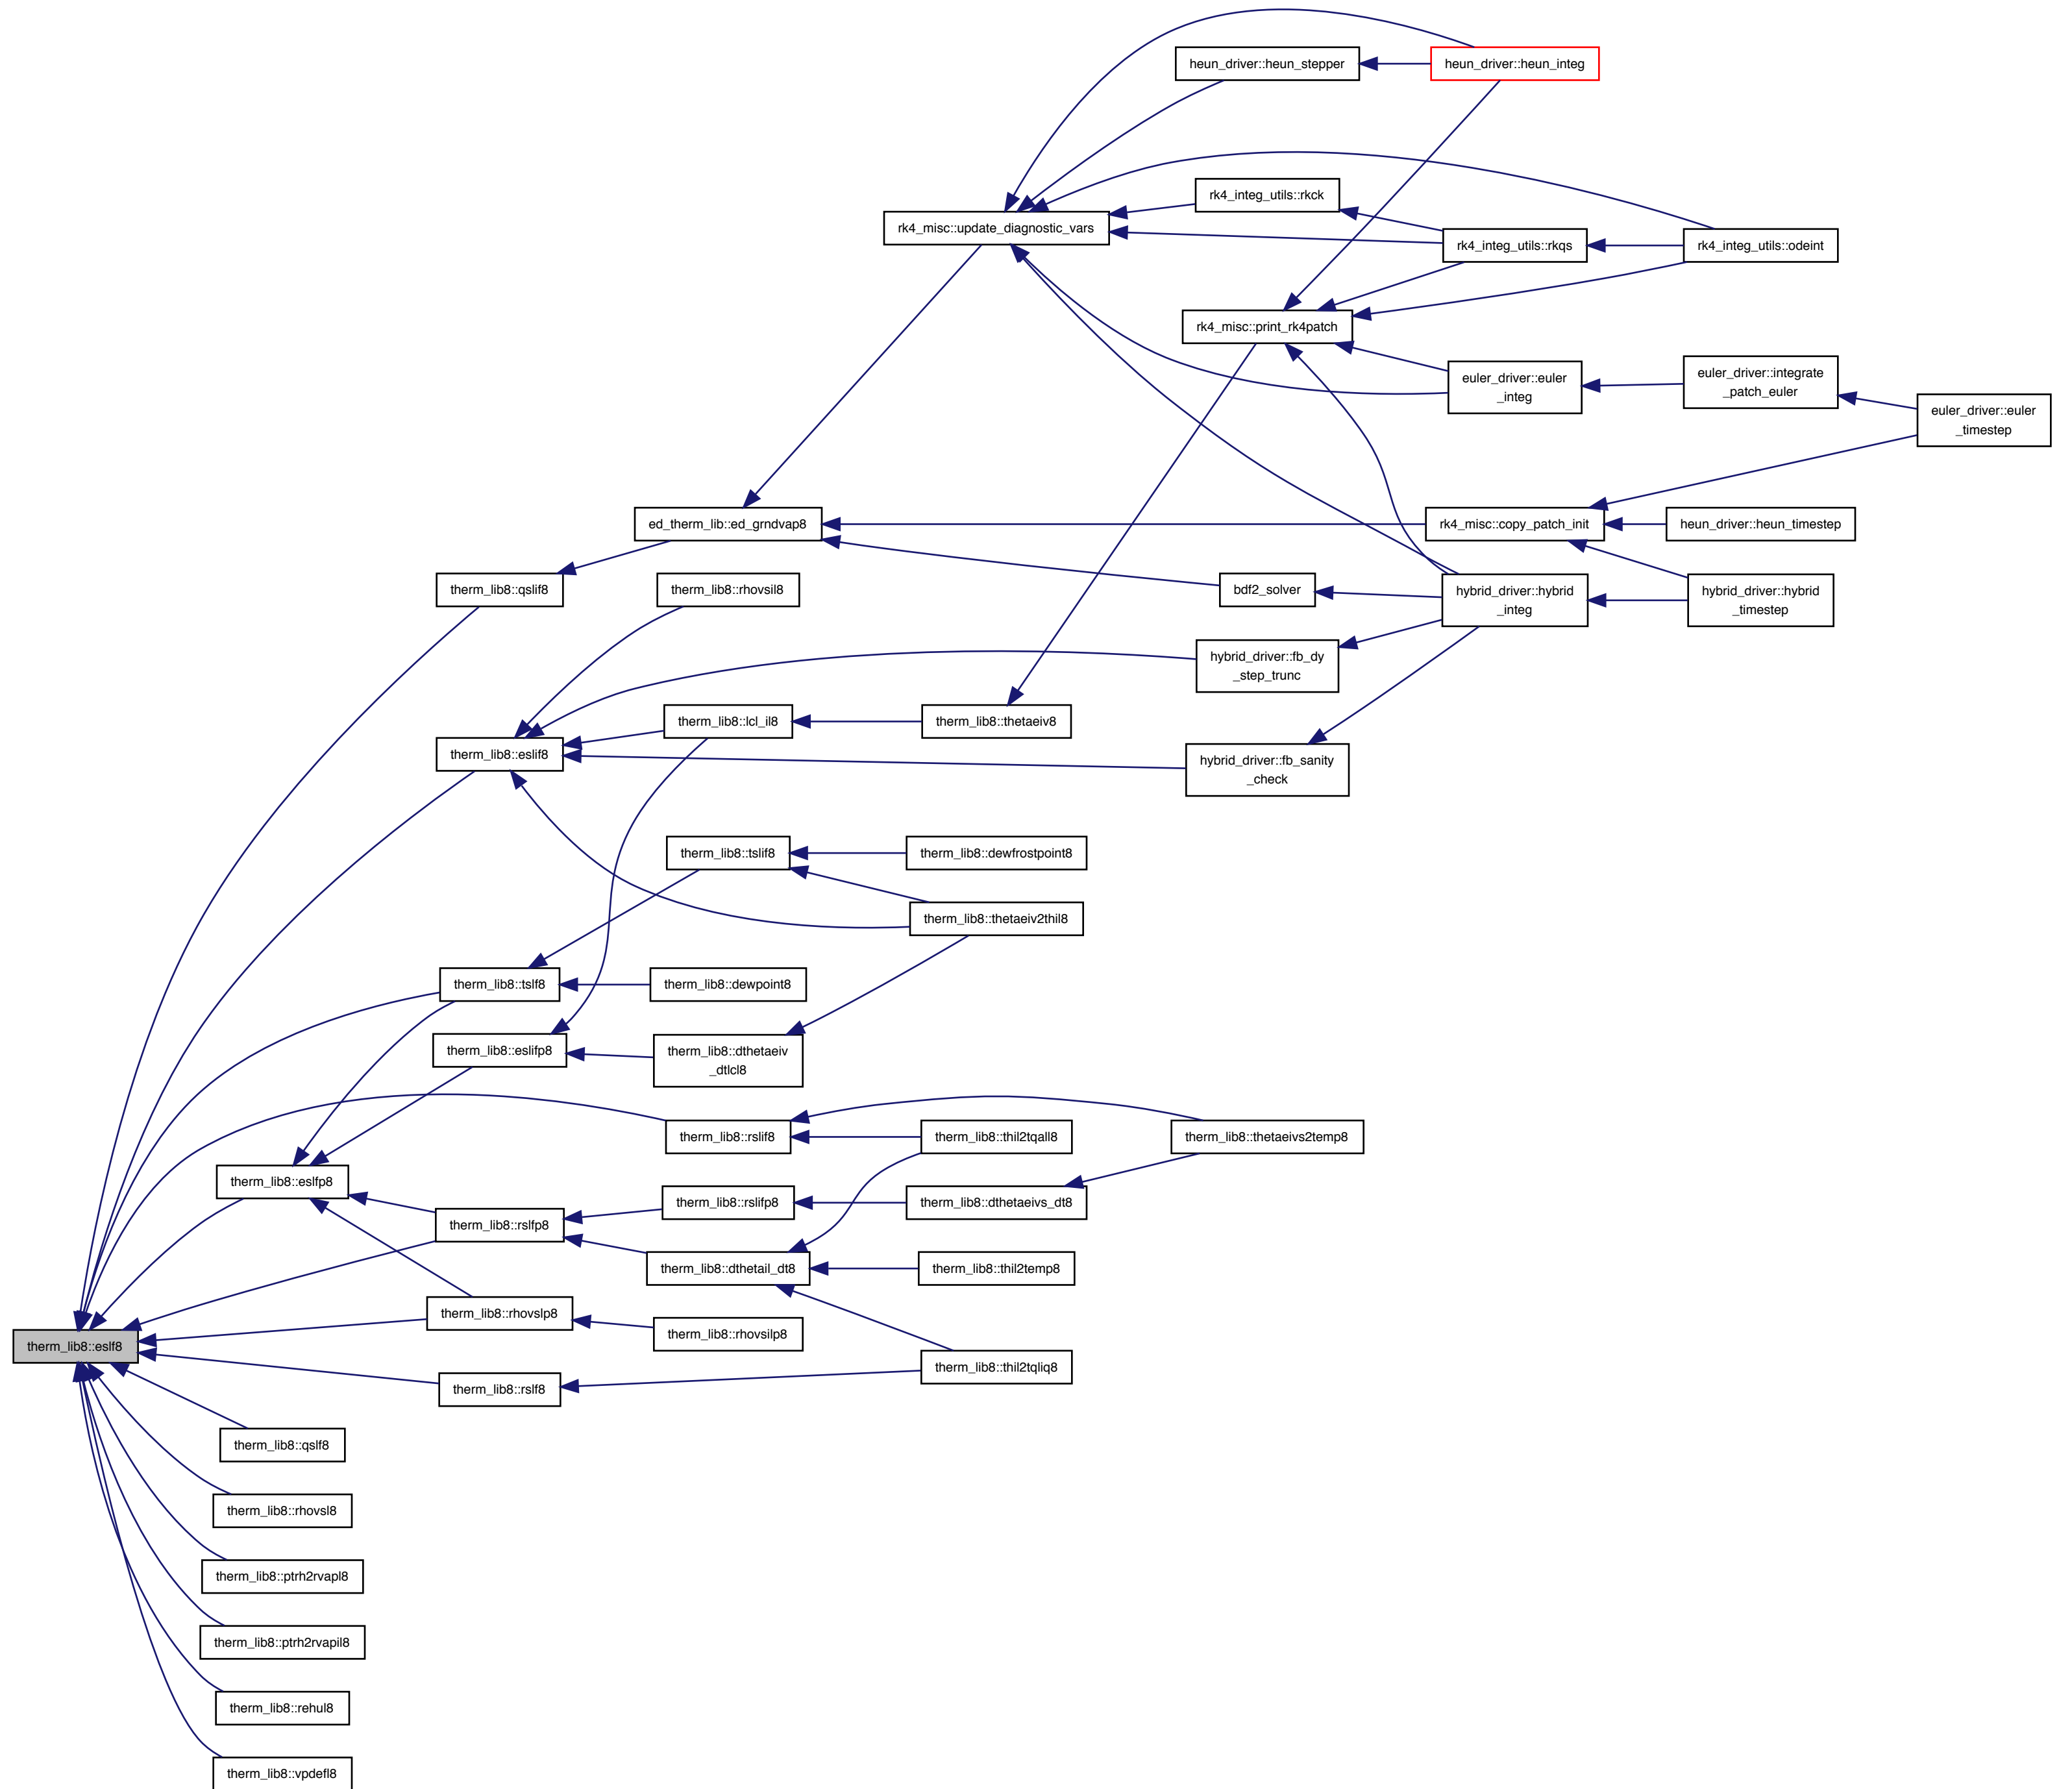 heun_driver::heun_stepper
heun_driver::heun_integ
rk4_integ_utils::rkck
rk4_misc::update_diagnostic_vars
rk4_integ_utils::rkqs
rk4_integ_utils::odeint
rk4_misc::print_rk4patch
euler_driver::euler
_integ
euler_driver::integrate
_patch_euler
euler_driver::euler
_timestep
ed_therm_lib::ed_grndvap8
rk4_misc::copy_patch_init
heun_driver::heun_timestep
therm_lib8::qslif8
therm_lib8::rhovsil8
bdf2_solver
hybrid_driver::hybrid
_integ
hybrid_driver::hybrid
_timestep
hybrid_driver::fb_dy
_step_trunc
therm_lib8::lcl_il8
therm_lib8::thetaeiv8
therm_lib8::eslif8
hybrid_driver::fb_sanity
_check
therm_lib8::tslif8
therm_lib8::dewfrostpoint8
therm_lib8::thetaeiv2thil8
therm_lib8::tslf8
therm_lib8::dewpoint8
therm_lib8::eslifp8
therm_lib8::dthetaeiv
_dtlcl8
therm_lib8::rslif8
therm_lib8::thil2tqall8
therm_lib8::thetaeivs2temp8
therm_lib8::eslfp8
therm_lib8::rslifp8
therm_lib8::dthetaeivs_dt8
therm_lib8::rslfp8
therm_lib8::dthetail_dt8
therm_lib8::thil2temp8
therm_lib8::rhovslp8
therm_lib8::rhovsilp8
therm_lib8::eslf8
therm_lib8::thil2tqliq8
therm_lib8::rslf8
therm_lib8::qslf8
therm_lib8::rhovsl8
therm_lib8::ptrh2rvapl8
therm_lib8::ptrh2rvapil8
therm_lib8::rehul8
therm_lib8::vpdefl8